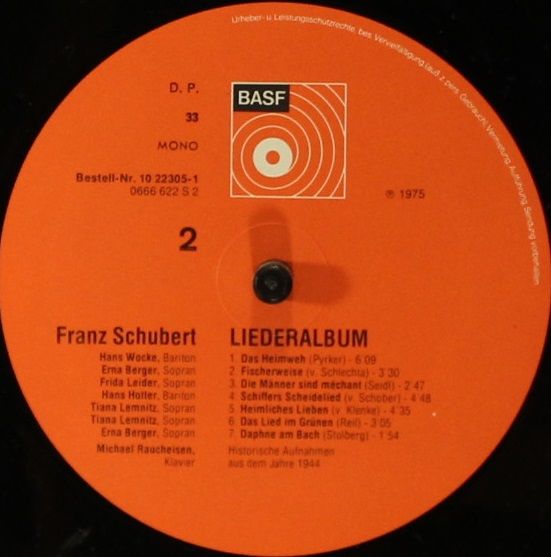 Urheber- u. Leistungsschutzrechte, bes. Vervielfältigung (auß. z. pers. Gebrauch), Vermietung, Aufführung, Sendung vorbehalten
D. P.
33
MONO
BASF
Bestell-Nr. 10 22305-1
0666 622 S 2
℗ 1975
2
Franz Schubert LIEDERALBUM
Hans Wocke, Bariton 1. Das Heimweh (Pyrker) - 6 09
Erna Berger, Sopran 2. Fischerweise (v. Schlechta) - 3 30
Frida Leider, Sopran 3. Die Männer sind mechant (Seidl) - 2 47
Hans Hotter, Bariton 4. Schiffers Scheidelied (v. Schober) - 4 48
Tiana Lemnitz, Sopran 5. Heimliches Lieben (v. Klenke) - 4 35
Tiana Lemnitz, Sopran 6. Das Lied im Grünen (Reil) - 3 05
Erna Berger, Sopran 7. Daphne am Bach (Stolberg) - 1 54
Michael Raucheisen, Historische Aufnahmen
Klavier aus dem Jahre 1944